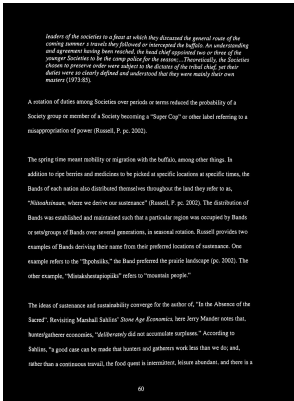 leaders of the societies to a feast at which they discussed the general route of the
coming summer s travels they followed or intercepted the buffalo. An understanding
and agreement having been reached, the head chief appointed two or three of the
younger Societies to be the camp police for the season:...Theoretically, the Societies
chosen to preserve order were subject to the dictates of the tribal chief, yet their
duties were so clearly defined and understood that they were mainly their own
masters (1973:85).
A rotation of duties among Societies over periods or terms reduced the probability of a
Society group or member of a Society becoming a "Super Cop" or other label referring to a
misappropriation of power (Russell, P. pc. 2002).
The spring time meant mobility or migration with the buffalo, among other things. In
addition to ripe berries and medicines to be picked at specific locations at specific times, the
Bands of each nation also distributed themselves throughout the land they refer to as,
where we derive our sustenance" (Russell, P. pc. 2002). The distribution of
Bands was established and maintained such that a particular region was occupied by Bands
or sets/groups of Bands over several generations, in seasonal rotation. Russell provides two
examples of Bands deriving their name from their preferred locations of sustenance. One
example refers to the the Band preferred the prairie landscape (pc. 2002). The
other example, refers to "mountain people."
The ideas of sustenance and sustainability converge for the author of, "In the Absence of the
Sacred". Revisiting Marshall Sahlins' Stone Age Economics, here Jerry Mander notes that,
hunter/gatherer economies, "deliberately did not accumulate surpluses." According to
Sahlins, "a good case can be made that hunters and gatherers work less than we do; and,
rather than a continuous travail, the food quest is intermittent, leisure abundant, and there is a
60